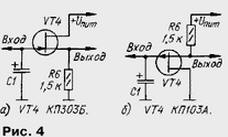 VT4 +Uпит
Вход
C1
R6
1,5 к
Выход
а) VT4 КП303Б.
+Uпит
R6
1,5 к
Вход
Выход
C1
VT4
б) VT4 КП103А.
Рис. 4